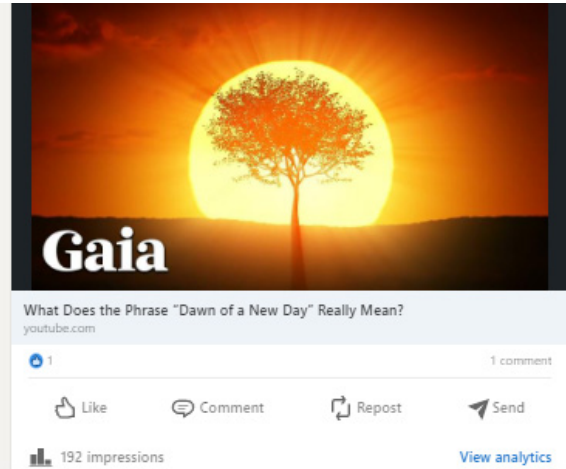 Gaia
What Does the Phrase “Dawn of a New Day” Really Mean?
youtube.com
1
1 comment
Like
Comment
Repost
Send
192 impressions
View analytics